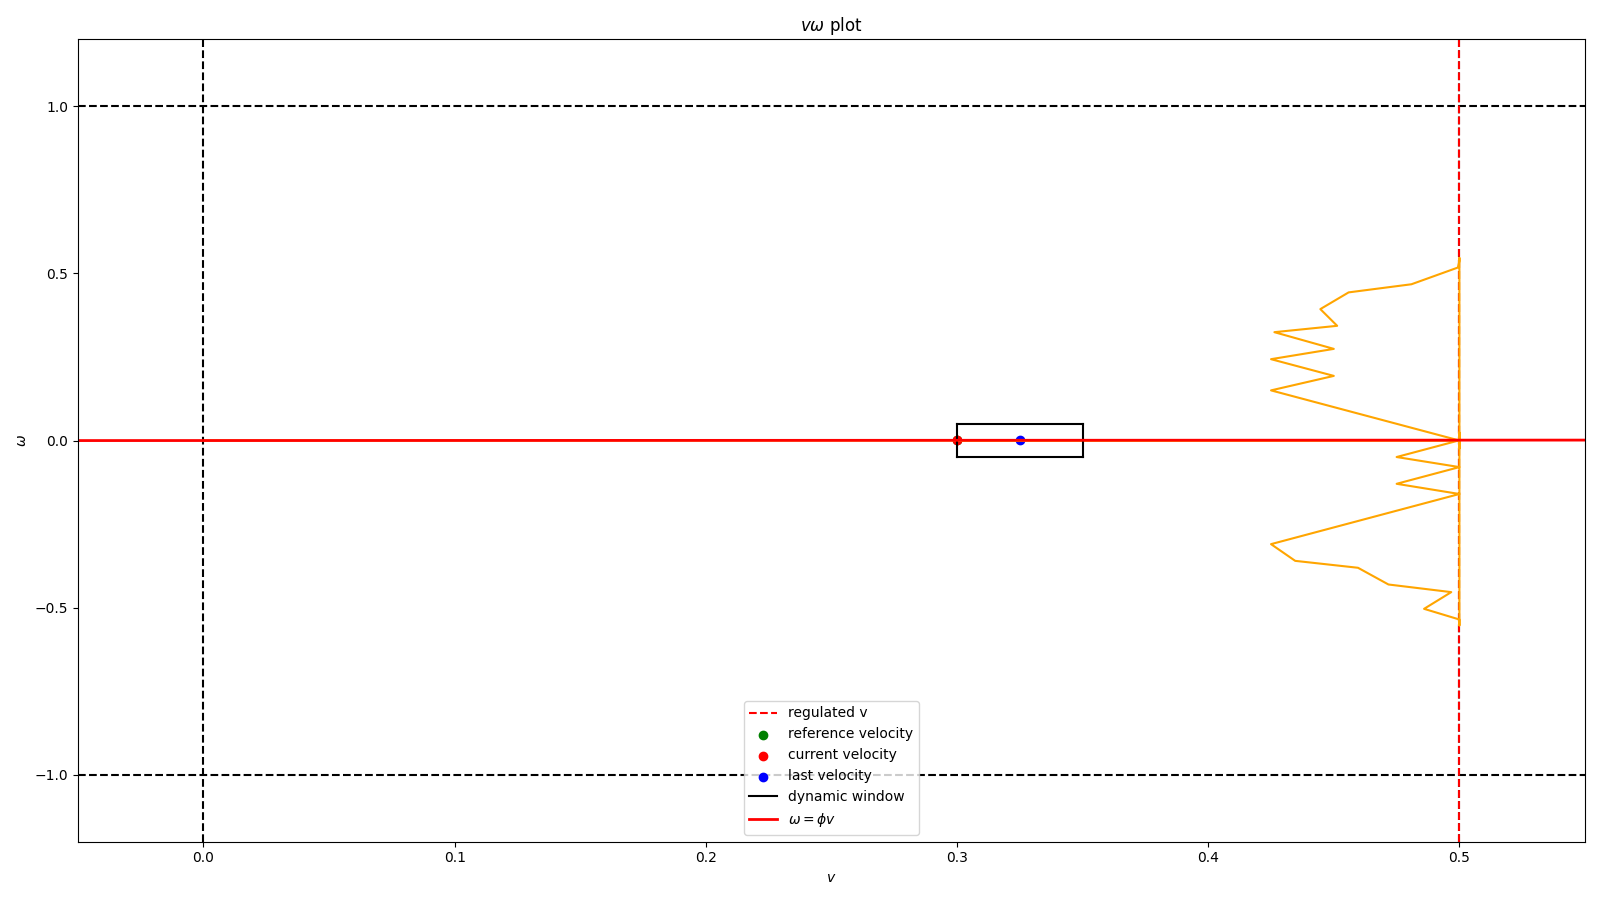 vω plot
1.0
0.5
0.0
−0.5
−1.0
ω
regulated v
reference velocity
current velocity
last velocity
dynamic window
ω = ϕv
0.0 0.1 0.2 0.3 0.4 0.5
v